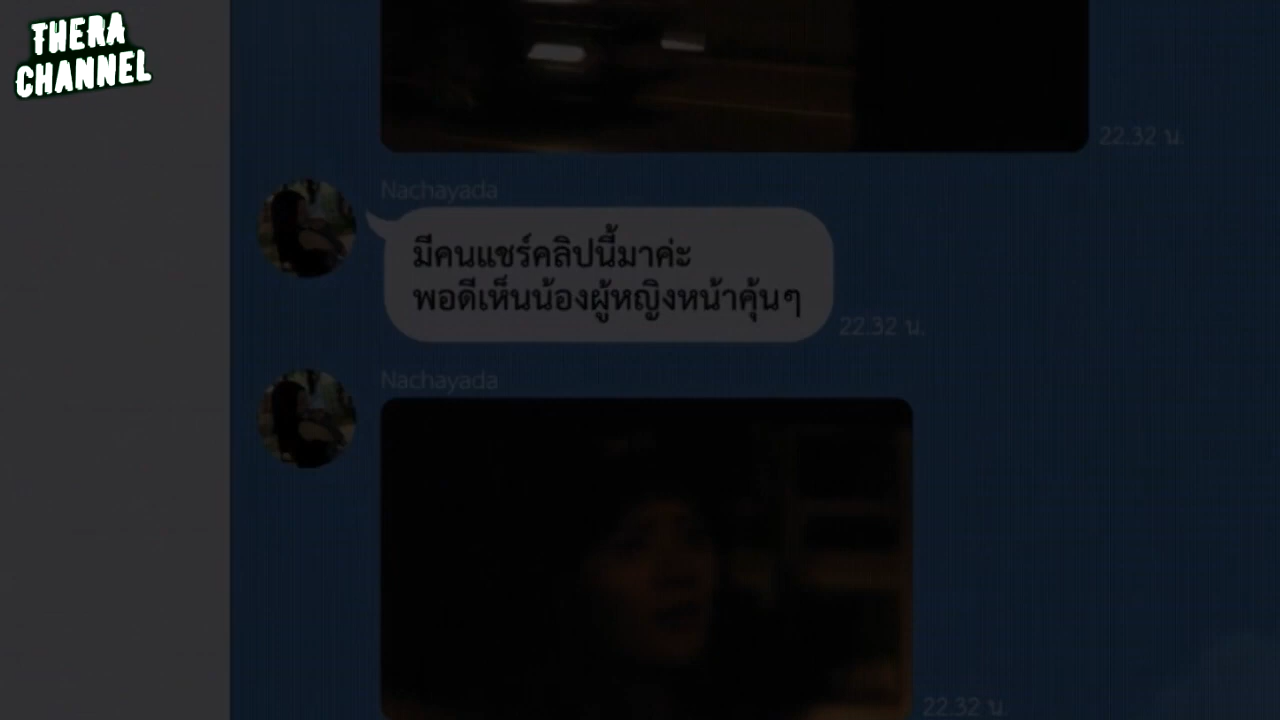 THERA
CHANNEL
22.32 น.
Nachayada
มีคนแชร์คลิปนี้มาค่ะ
พอดีเห็นน้องผู้หญิงหน้าคุ้นๆ
22.32 น.
Nachayada
22.32 น.